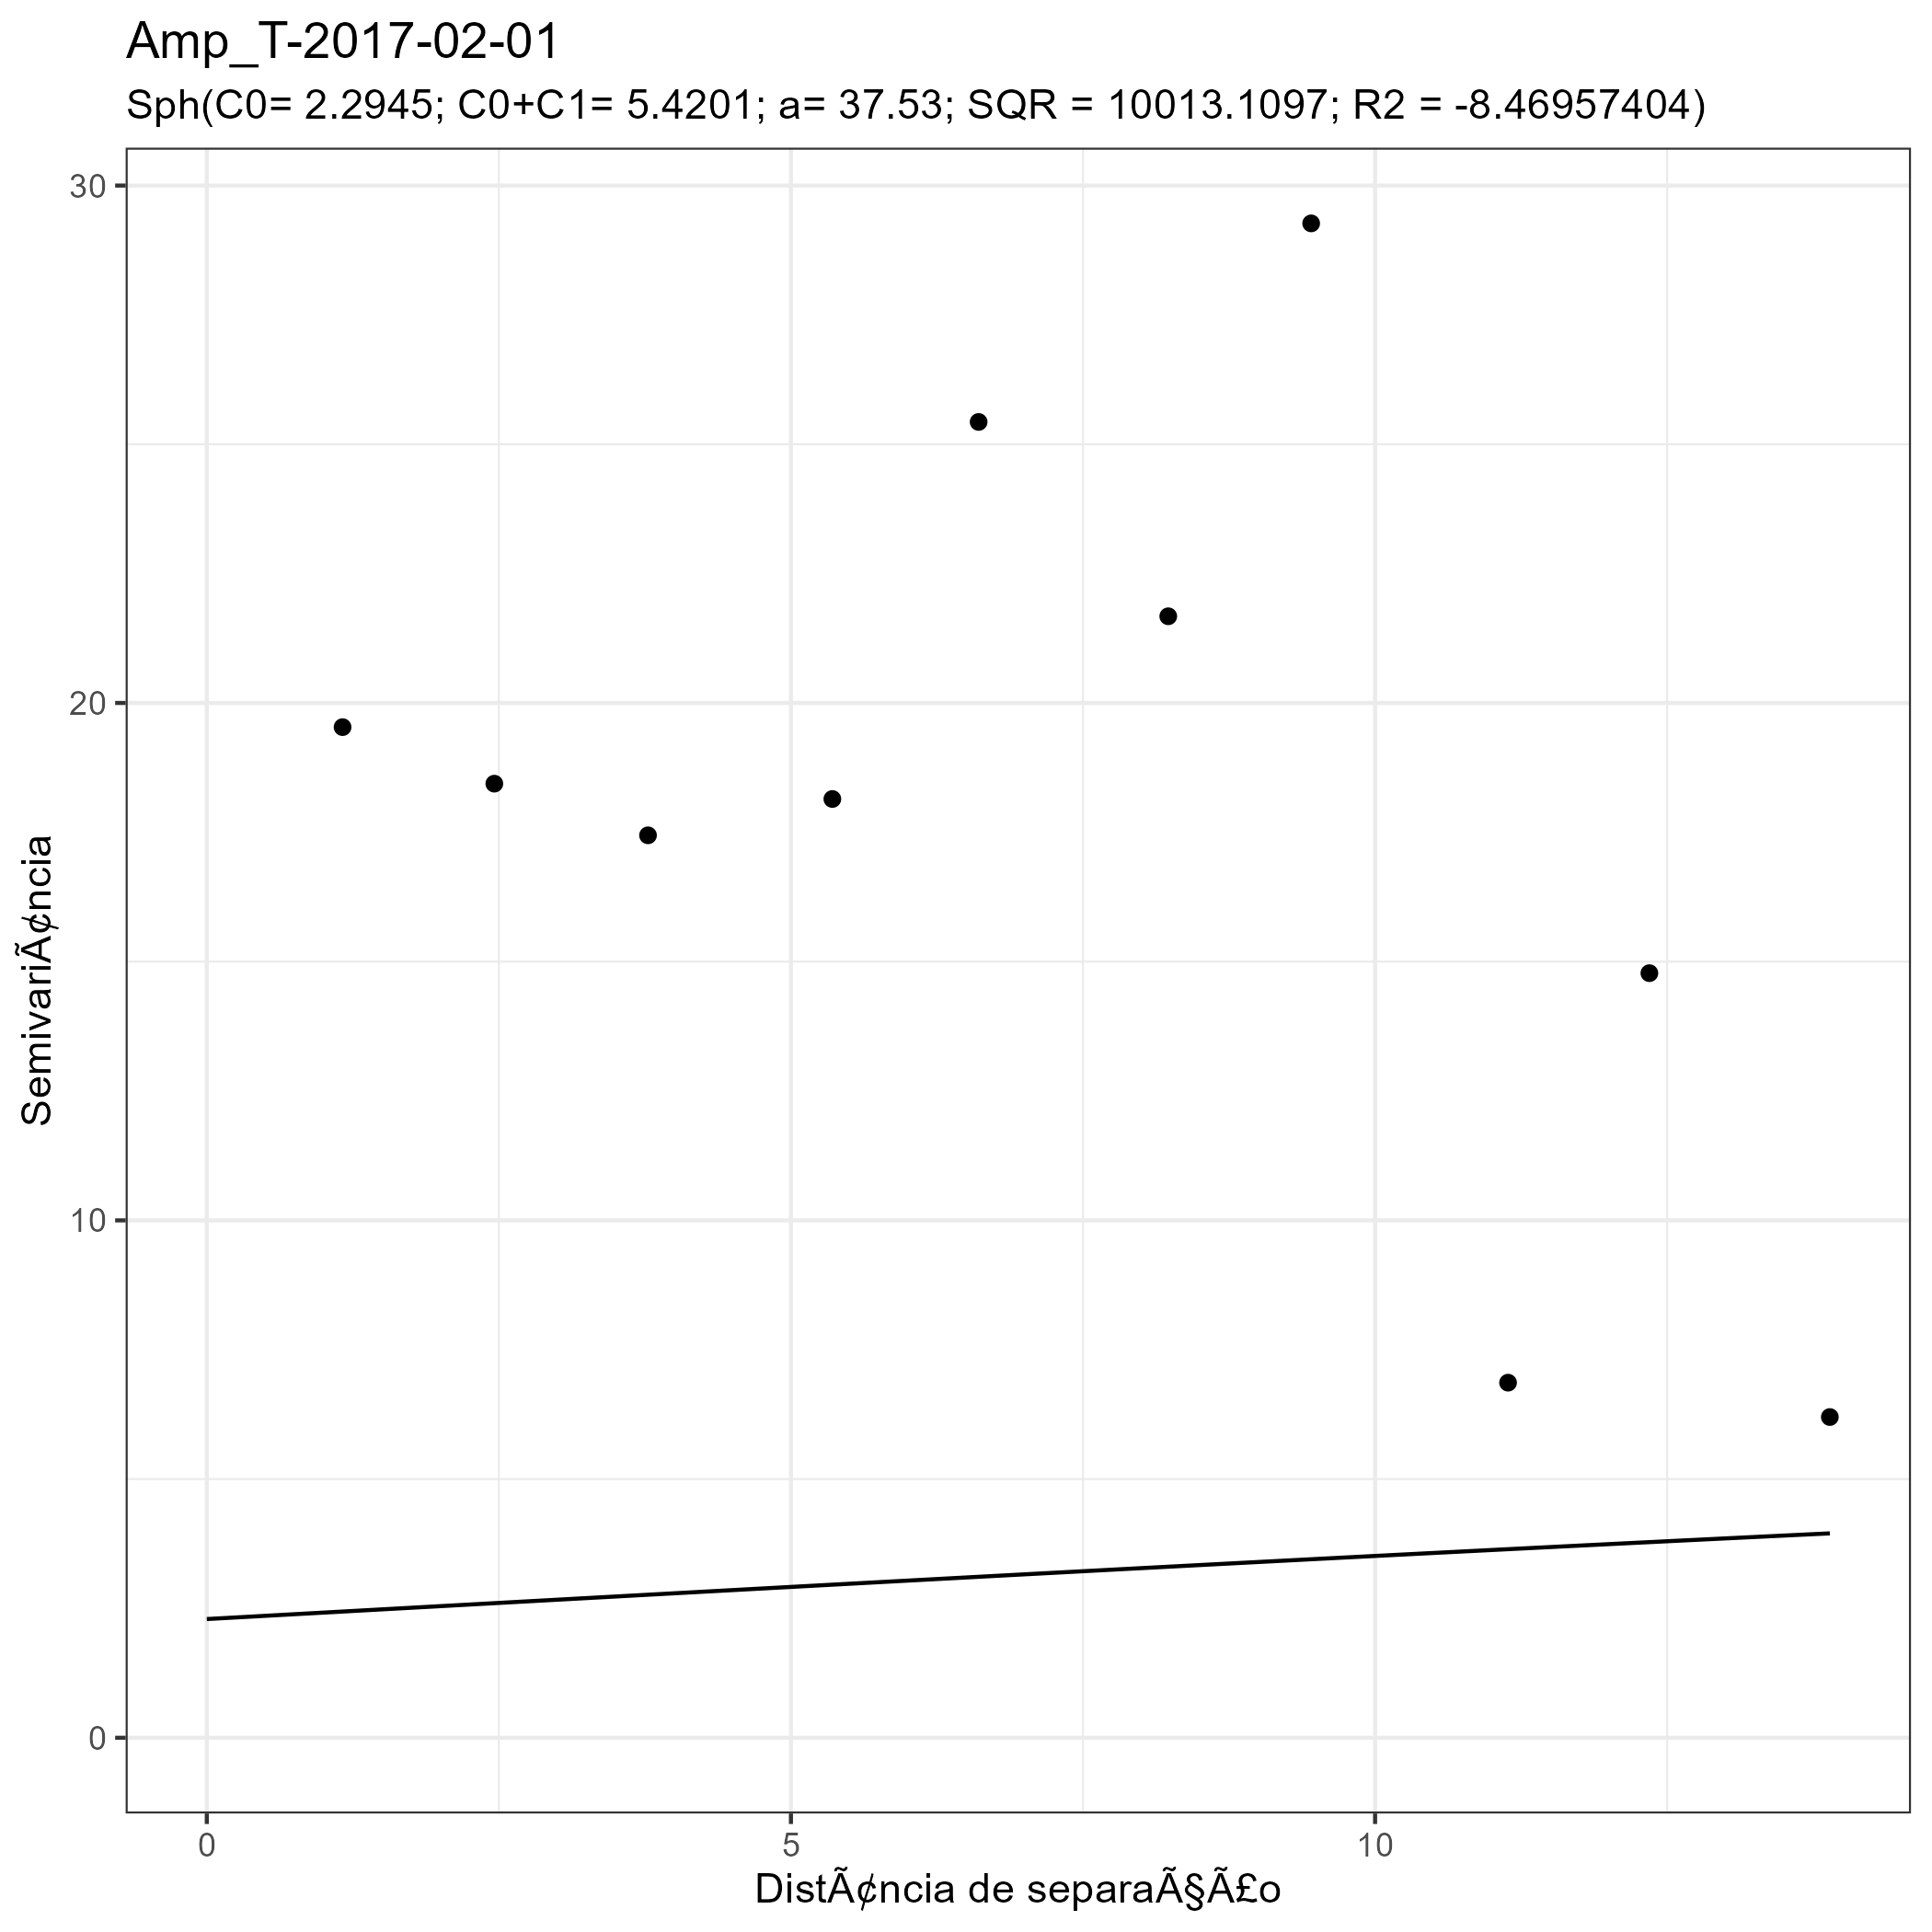 Amp_T-2017-02-01
Sph(C0= 2.2945; C0+C1= 5.4201; a= 37.53; SQR = 10013.1097; R2 = -8.46957404)
30
20
10
0
SemivariÃ¢ncia
0 5 10
DistÃ¢ncia de separaÃ§Ã£o